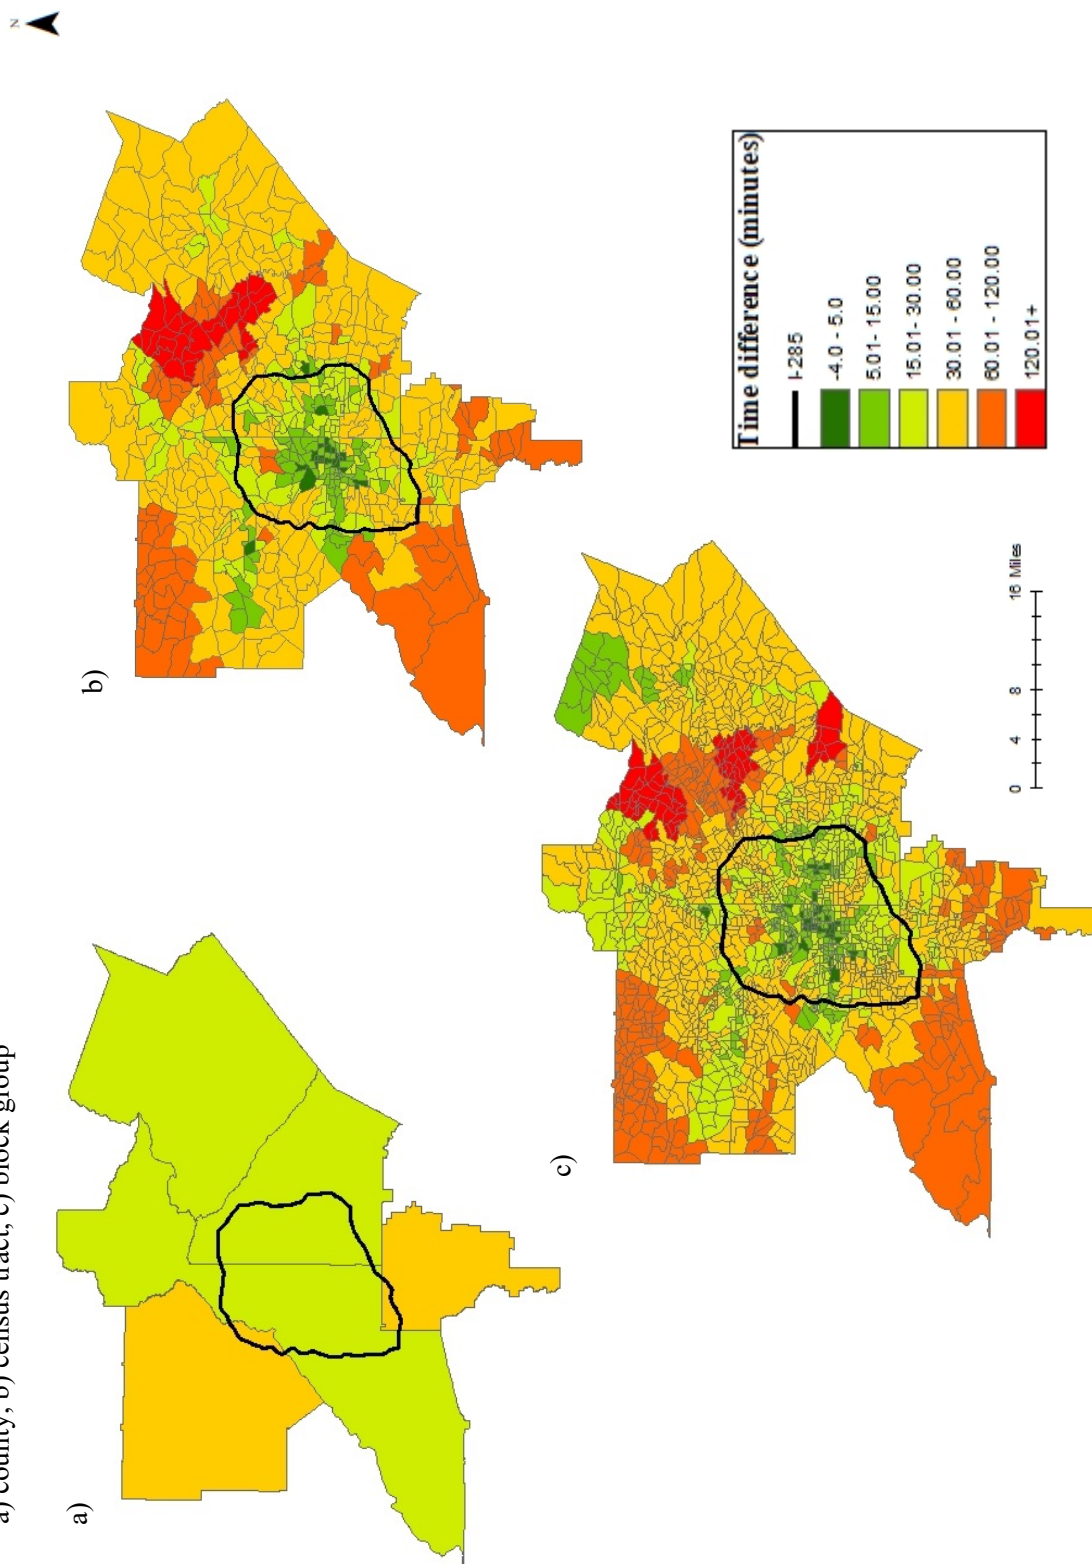 a) county; b) census tract; c) block group
N
a)
b)
c)
Time difference (minutes)
I-285
-4.0 - 5.0
5.01- 15.00
15.01- 30.00
30.01 - 60.00
60.01 - 120.00
120.01+
0 4 8 16 Miles